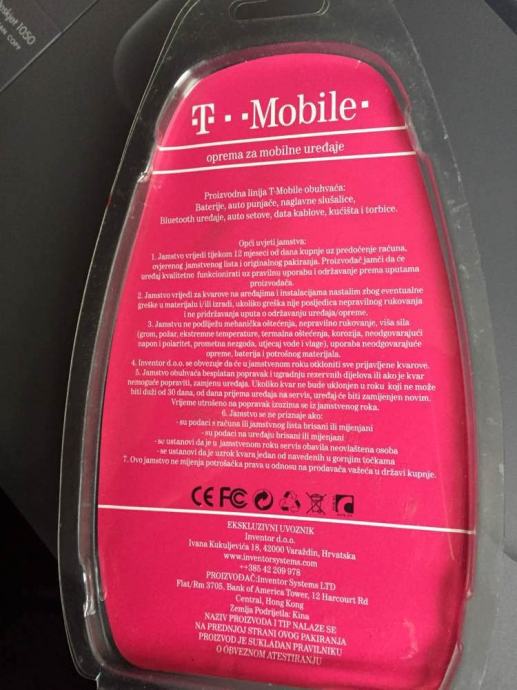 Deskjet 1050
T··Mobile·
oprema za mobilne uređaje
Proizvodna linija T-Mobile obuhvaća:
Baterije, auto punjače, naglavne slušalice,
Bluetooth uređaje, auto setove, data kablove, kućišta i torbice.
Opći uvjeti jamstva:
1. Jamstvo vrijedi tijekom 12 mjeseci od dana kupnje uz predočenje računa,
ovjerenog jamstvenog lista i originalnog pakiranja. Proizvođač jamči da će
uređaj kvalitetno funkcionirati uz pravilnu uporabu i održavanje prema uputama
proizvođača.
2. Jamstvo vrijedi za kvarove na uređajima i instalacijama nastalim zbog eventualne
greške u materijalu i/ili izradi, ukoliko greška nije posljedica nepravilnog rukovanja
i ne pridržavanja uputa o održavanju uređaja/opreme.
3. Jamstvu ne podliježu mehanička oštećenja, nepravilno rukovanje, viša sila
(grom, požar, ekstremne temperature, termalna oštećenja, korozija, neodgovarajući
napon i polaritet, prometna nezgoda, utjecaj vode i vlage), uporaba neodgovarajuće
opreme, baterija i potrošnog materijala.
4. Inventor d.o.o. se obvezuje da će u jamstvenom roku otkloniti sve prijavljene kvarove.
5. Jamstvo obuhvaća besplatan popravak i ugradnju rezervnih dijelova ili ako je kvar
nemoguće popraviti, zamjenu uređaja. Ukoliko kvar ne bude uklonjen u roku koji ne može
biti duži od 30 dana, od dana prijema uređaja na servis, uređaj će biti zamijenjen novim.
Vrijeme utrošeno na popravak izuzima se iz jamstvenog roka.
6. Jamstvo se ne priznaje ako:
- su podaci s računa ili jamstvenog lista brisani ili mijenjani
- su podaci na uređaju brisani ili mijenjani
- se ustanovi da je u jamstvenom roku servis obavila neovlaštena osoba
- se ustanovi da je uzrok kvara jedan od navedenih u gornjim točkama
7. Ovo jamstvo ne mijenja potrošačka prava u odnosu na prodavača važeća u državi kupnje.
CE FC
EKSKLUZIVNI UVOZNIK
Inventor d.o.o.
Ivana Kukuljevića 18, 42000 Varaždin, Hrvatska
www.inventorsystems.com
++385 42 209 978
PROIZVOĐAČ:Inventor Systems LTD
Flat/Rm 3705, Bank of America Tower, 12 Harcourt Rd
Central, Hong Kong
Zemlja Podrijetla: Kina
NAZIV PROIZVODA I TIP NALAZE SE
NA PREDNJOJ STRANI OVOG PAKIRANJA
PROIZVOD JE SUKLADAN PRAVILNIKU
O OBVEZNOM ATESTIRANJU